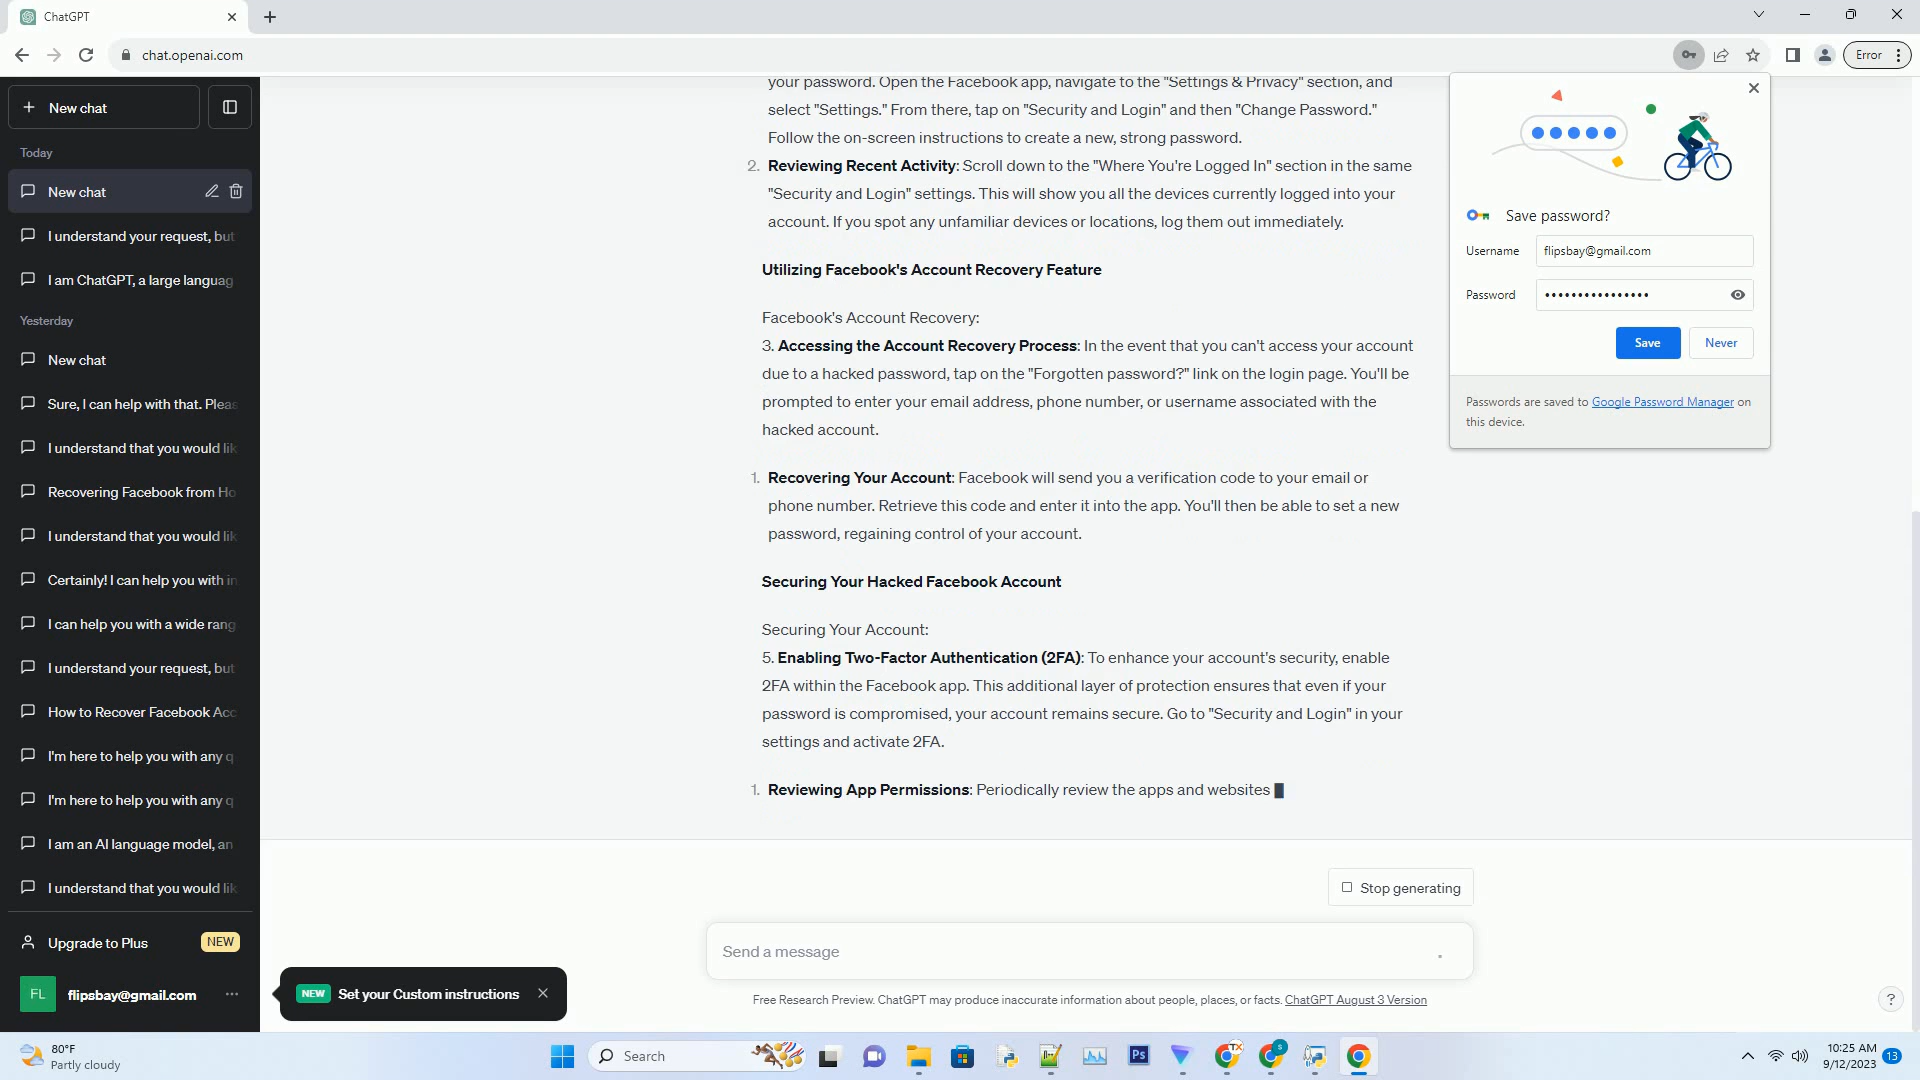 ChatGPT
chat.openai.com
Error
New chat
Today
New chat
I understand your request, but
I am ChatGPT, a large languag
Yesterday
New chat
Sure, I can help with that. Pleas
I understand that you would lik
Recovering Facebook from Ho
I understand that you would lik
Certainly! I can help you with in
I can help you with a wide rang
I understand your request, but
How to Recover Facebook Acc
I'm here to help you with any q
I'm here to help you with any q
I am an AI language model, an
I understand that you would lik
Upgrade to Plus NEW
FL flipsbay@gmail.com
your password. Open the Facebook app, navigate to the "Settings & Privacy" section, and
select "Settings." From there, tap on "Security and Login" and then "Change Password."
Follow the on-screen instructions to create a new, strong password.
2. Reviewing Recent Activity: Scroll down to the "Where You're Logged In" section in the same
"Security and Login" settings. This will show you all the devices currently logged into your
account. If you spot any unfamiliar devices or locations, log them out immediately.
Utilizing Facebook's Account Recovery Feature
Facebook's Account Recovery:
3. Accessing the Account Recovery Process: In the event that you can't access your account
due to a hacked password, tap on the "Forgotten password?" link on the login page. You'll be
prompted to enter your email address, phone number, or username associated with the
hacked account.
1. Recovering Your Account: Facebook will send you a verification code to your email or
phone number. Retrieve this code and enter it into the app. You'll then be able to set a new
password, regaining control of your account.
Securing Your Hacked Facebook Account
Securing Your Account:
5. Enabling Two-Factor Authentication (2FA): To enhance your account's security, enable
2FA within the Facebook app. This additional layer of protection ensures that even if your
password is compromised, your account remains secure. Go to "Security and Login" in your
settings and activate 2FA.
1. Reviewing App Permissions: Periodically review the apps and websites
Stop generating
Send a message
Free Research Preview. ChatGPT may produce inaccurate information about people, places, or facts. ChatGPT August 3 Version
NEW Set your Custom instructions
?
Save password?
Username flipsbay@gmail.com
Password ••••••••••••••••
Save Never
Passwords are saved to Google Password Manager on
this device.
80°F
Partly cloudy
Search
Ps
TX
S
10:25 AM
9/12/2023
13